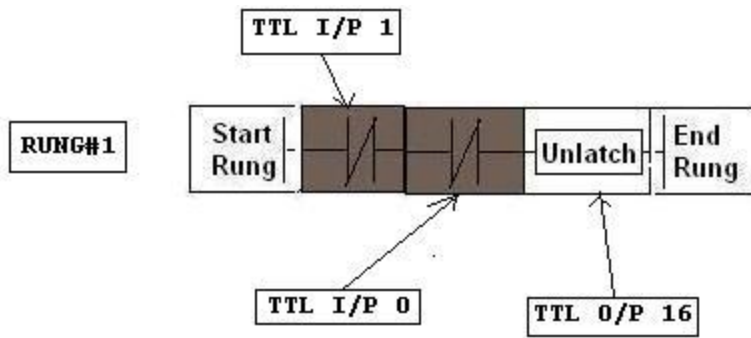 TTL I/P 1
RUNG#1
Start
Rung
Unlatch
End
Rung
TTL I/P 0
TTL O/P 16